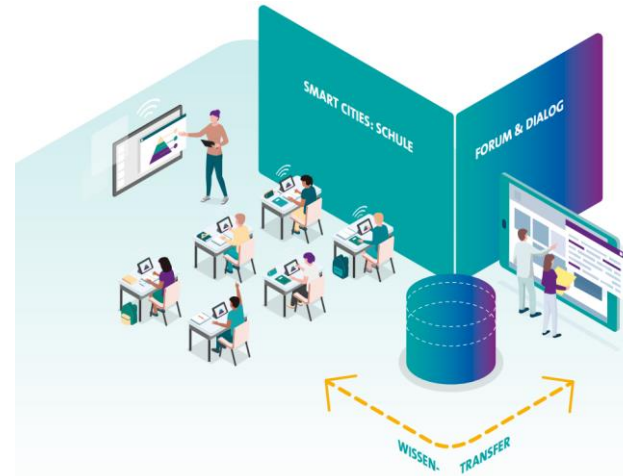 SMART CITIES: SCHULE
FORUM & DIALOG
WISSEN-
TRANSFER